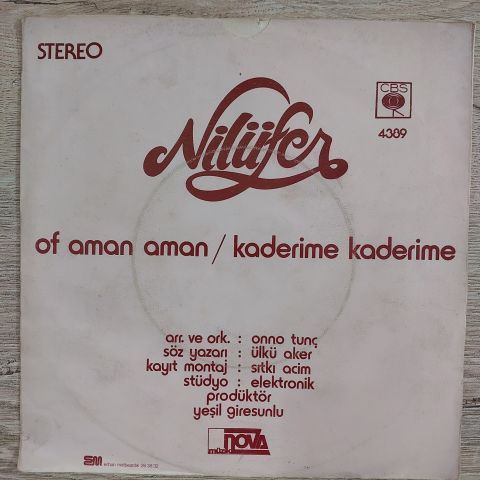 STEREO
CBS
4389
Nilüfer
of aman aman / kaderime kaderime
arr. ve ork. : onno tunç
söz yazarı : ülkü aker
kayıt montaj : sıtkı acim
stüdyo : elektronik
prodüktör
yeşil giresunlu
NOVA